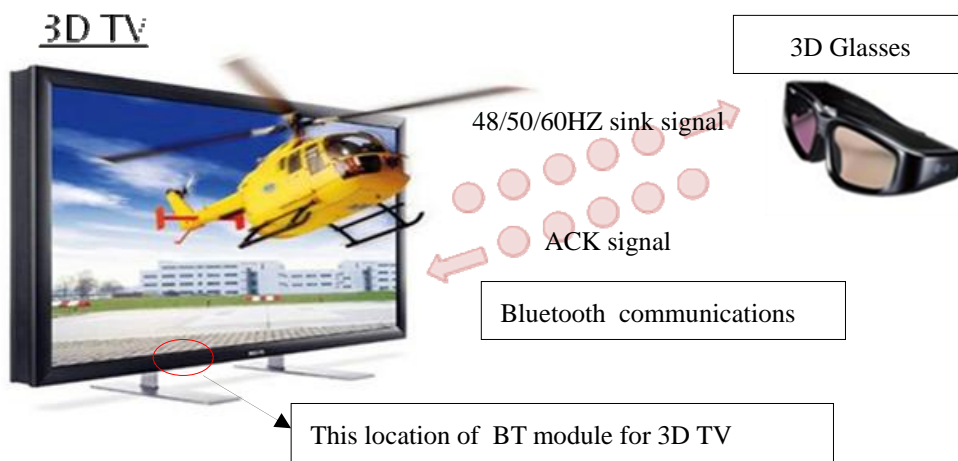 3D TV
3D Glasses
48/50/60HZ sink signal
ACK signal
Bluetooth communications
This location of BT module for 3D TV